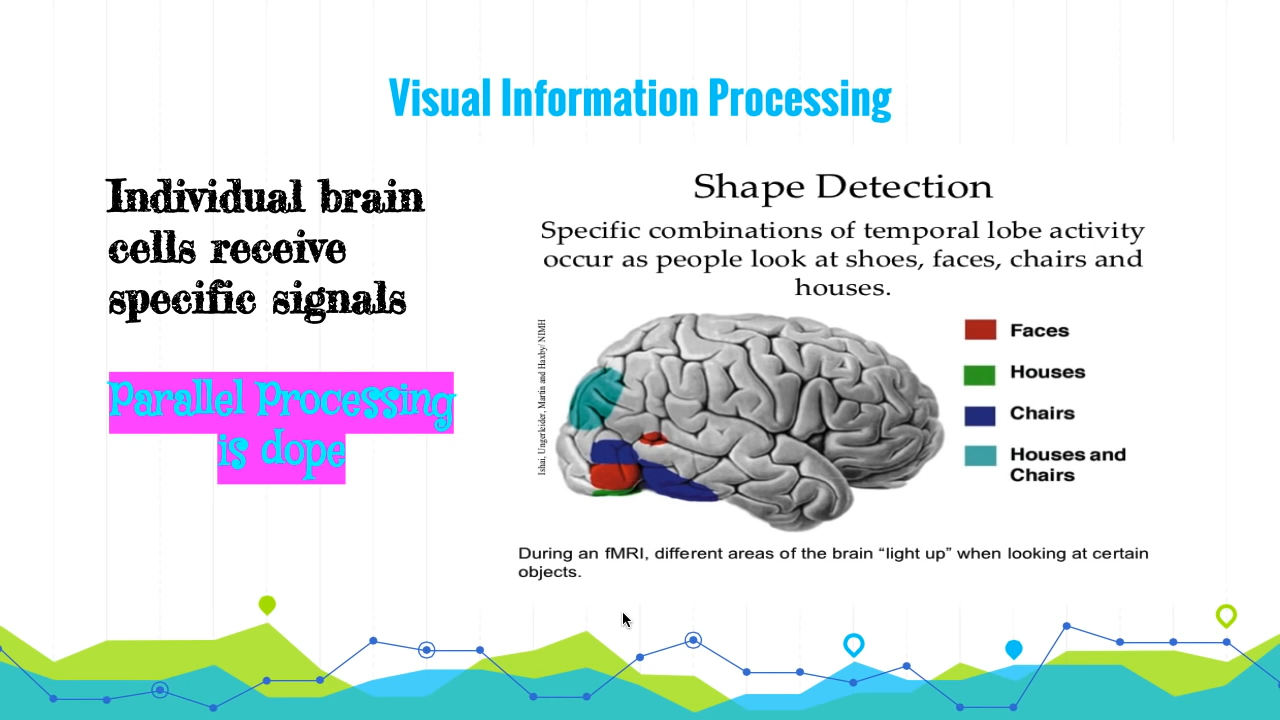 Visual Information Processing
Individual brain
cells receive
specific signals
Parallel Processing
is dope
Shape Detection
Specific combinations of temporal lobe activity
occur as people look at shoes, faces, chairs and
houses.
Ishai, Ungerleider, Martin and Haxby/ NIMH
Faces
Houses
Chairs
Houses and
Chairs
During an fMRI, different areas of the brain “light up” when looking at certain
objects.